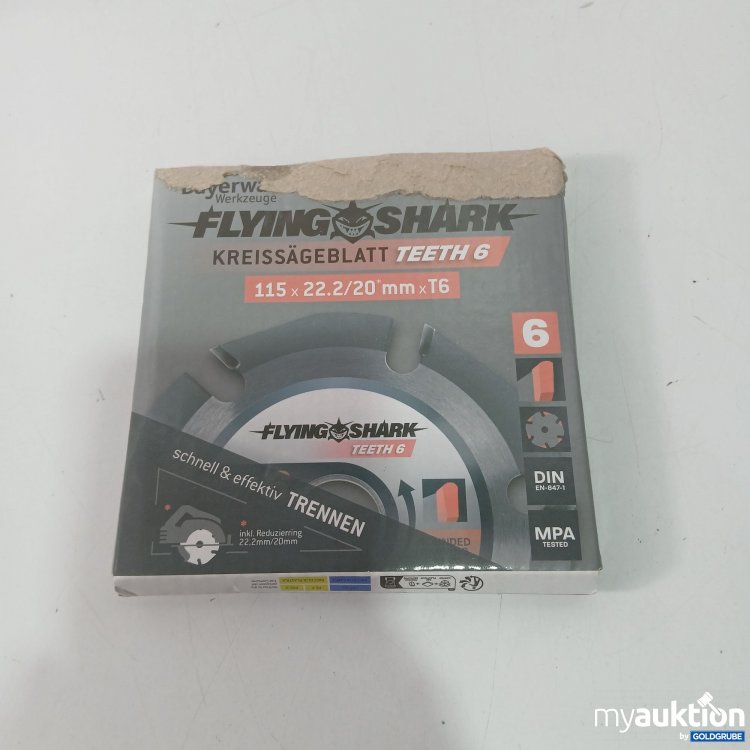 Werkzeuge
FLYING SHARK
KREISSÄGEBLATT TEETH 6
115 x 22.2/20* mm x T6
6
FLYING SHARK
TEETH 6
schnell & effektiv TRENNEN
DIN
EN-847-1
* inkl. Reduzierring
22.2mm/20mm
MPA
TESTED
myauktion
by GOLDGRUBE